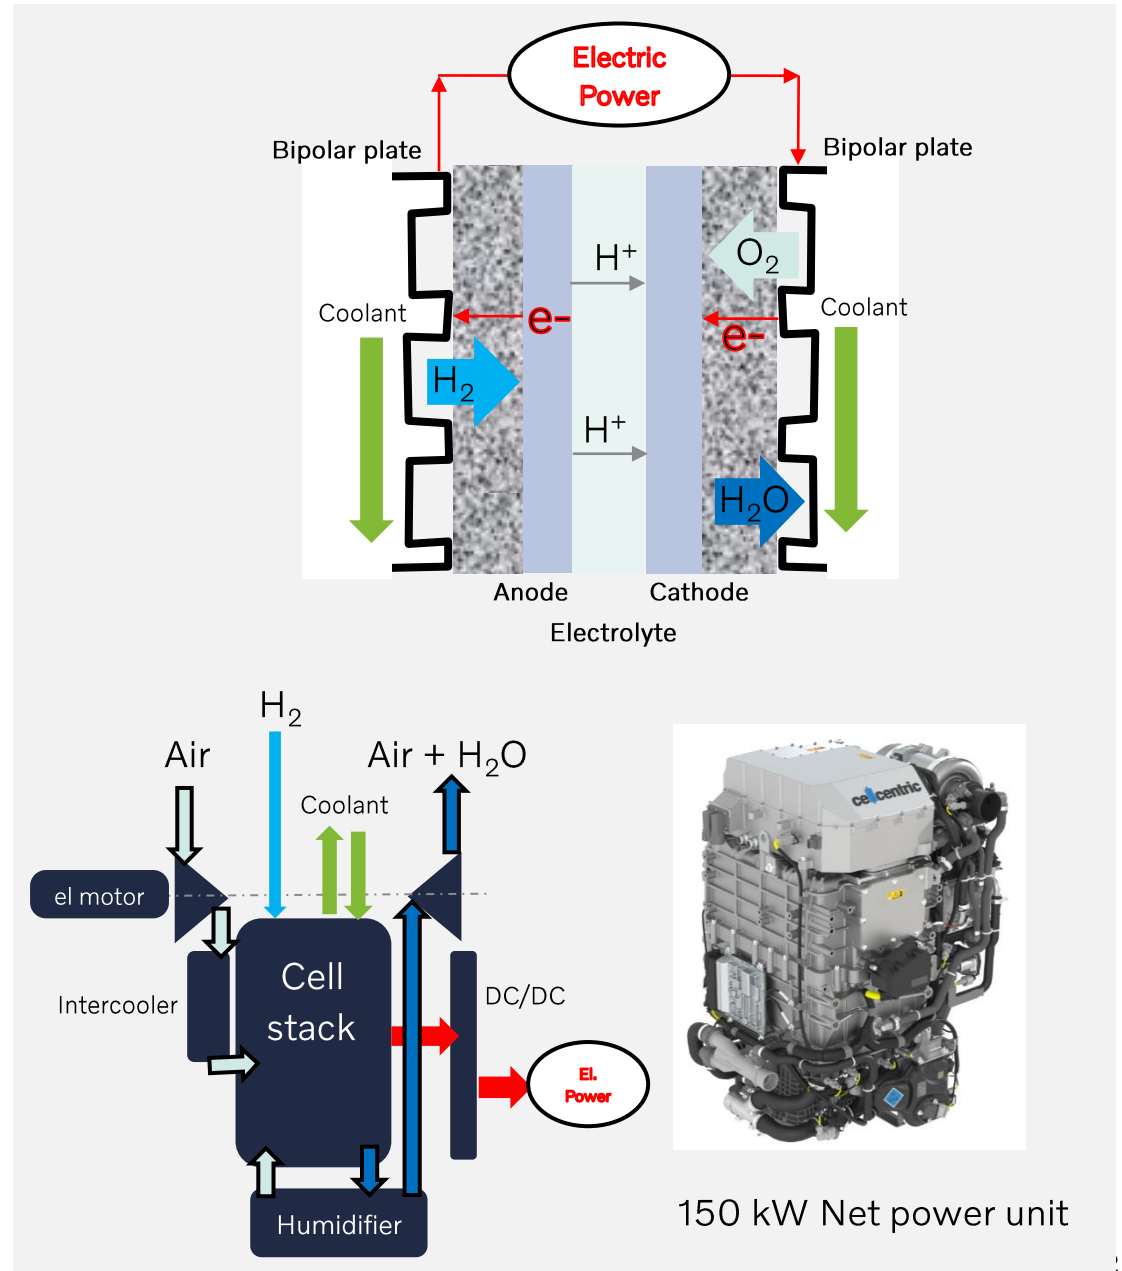 Electric
Power
Bipolar plate
Bipolar plate
H+
O2
Coolant
Coolant
e-
e-
H2
H+
H2O
Anode
Cathode
Electrolyte
H2
Air
Air + H2O
Coolant
el motor
cellcentric
Cell
stack
Intercooler
DC/DC
El.
Power
Humidifier
150 kW Net power unit